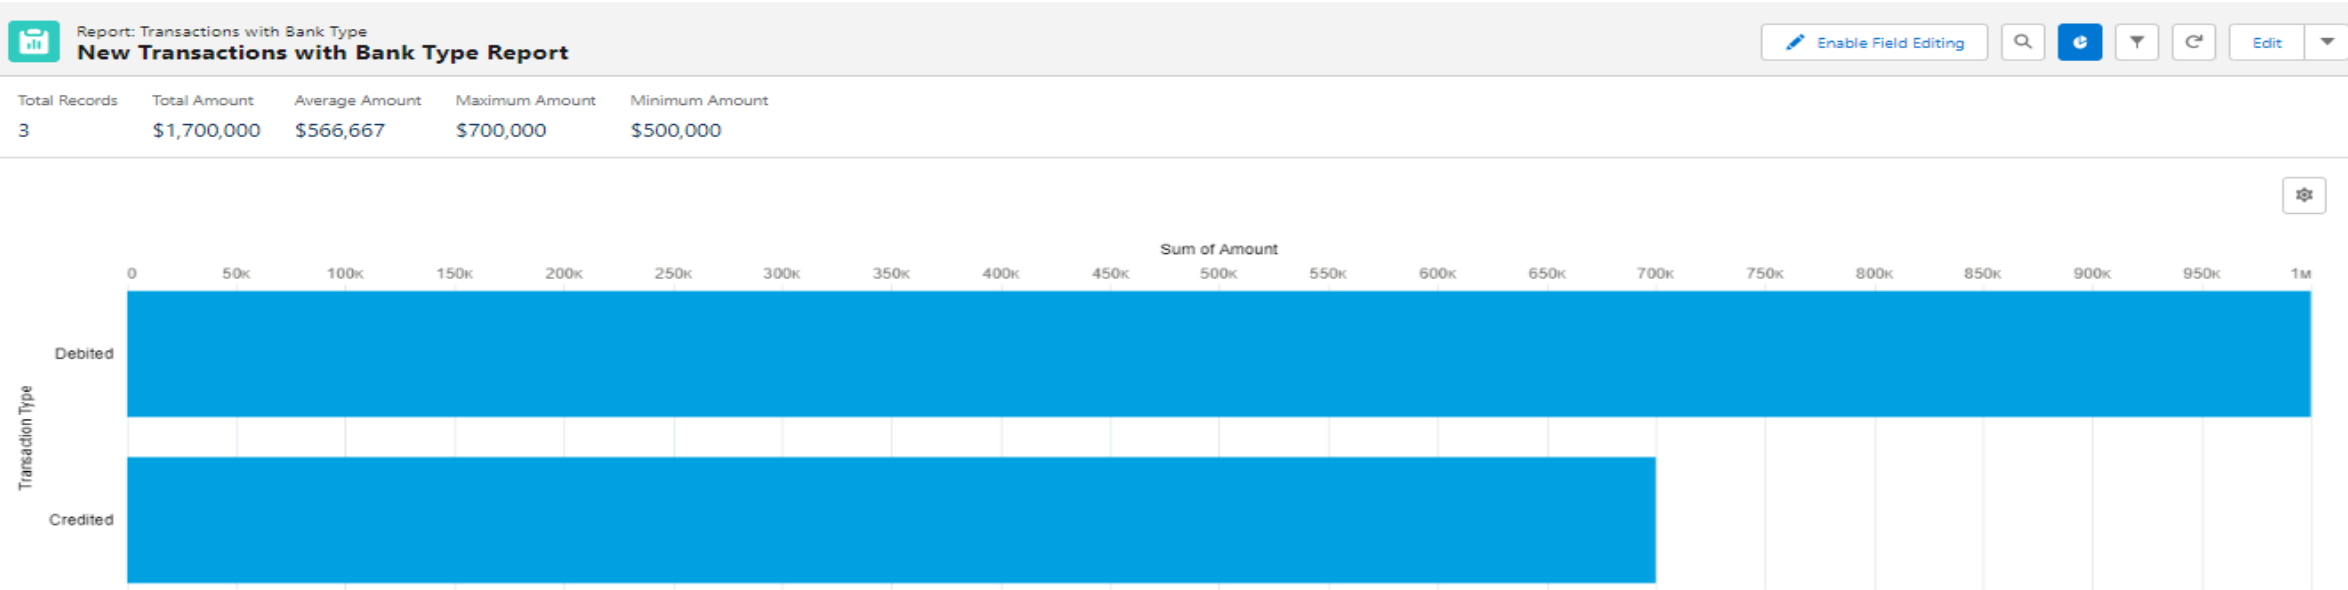 Report: Transactions with Bank Type
New Transactions with Bank Type Report
Enable Field Editing
Edit
Total Records Total Amount Average Amount Maximum Amount Minimum Amount
3 $1,700,000 $566,667 $700,000 $500,000
Sum of Amount
0 50K 100K 150K 200K 250K 300K 350K 400K 450K 500K 550K 600K 650K 700K 750K 800K 850K 900K 950K 1M
Transaction Type
Debited
Credited